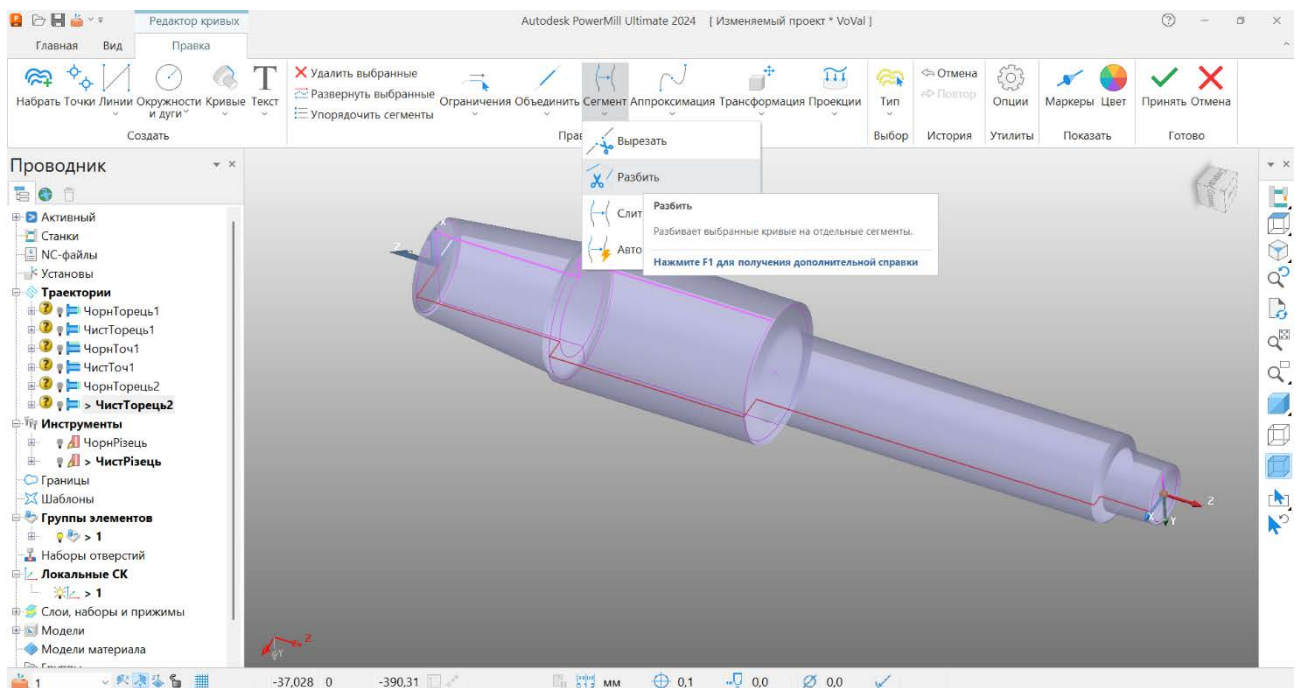 Редактор кривых
Autodesk PowerMill Ultimate 2024 [ Изменяемый проект * VoVal ]
Главная Вид Правка
Удалить выбранные
Развернуть выбранные
Упорядочить сегменты
Набрать Точки Линии Окружности и дуги Кривые Текст
Ограничения Объединить Сегмент Аппроксимация Трансформация Проекции
Тип
Отмена
Повтор
Опции
Маркеры Цвет
Принять Отмена
Создать
Прав
Выбор
История
Утилиты
Показать
Готово
Вырезать
Разбить
Слит
Авто
Разбить
Разбивает выбранные кривые на отдельные сегменты.
Нажмите F1 для получения дополнительной справки
Проводник
Активный
Станки
NC-файлы
Установы
Траектории
ЧорнТорець1
ЧистТорець1
ЧорнТоч1
ЧистТоч1
ЧорнТорець2
> ЧистТорець2
Инструменты
ЧорнРізець
> ЧистРізець
Границы
Шаблоны
Группы элементов
> 1
Наборы отверстий
Локальные СК
> 1
Слои, наборы и прижимы
Модели
Модели материала
Z
X
Z
X
Y
Z
Y
1
-37,028 0 -390,31
мм
0,1
0,0
0,0